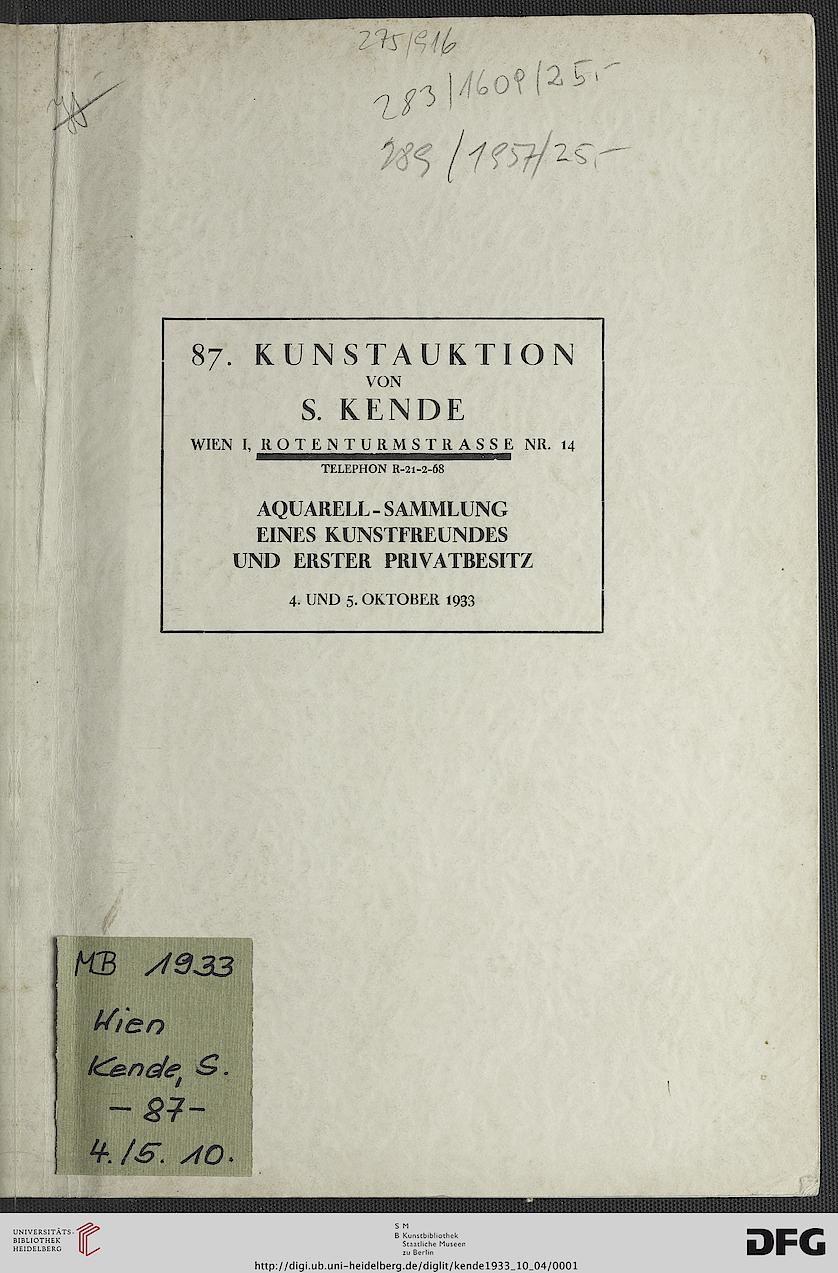 275/916
283/1609/25.-
289/1957/25.-
87. KUNSTAUKTION
VON
S. KENDE
WIEN I, ROTENTURMSTRASSE NR. 14
TELEPHON R-21-2-68
AQUARELL-SAMMLUNG
EINES KUNSTFREUNDES
UND ERSTER PRIVATBESITZ
4. UND 5. OKTOBER 1933
MB 1933
Wien
Kende, S.
- 87-
4./5. 10.
UNIVERSITÄTS-
BIBLIOTHEK
HEIDELBERG
S M
B Kunstbibliothek
Staatliche Museen
zu Berlin
DFG
http://digi.ub.uni-heidelberg.de/diglit/kende1933_10_04/0001